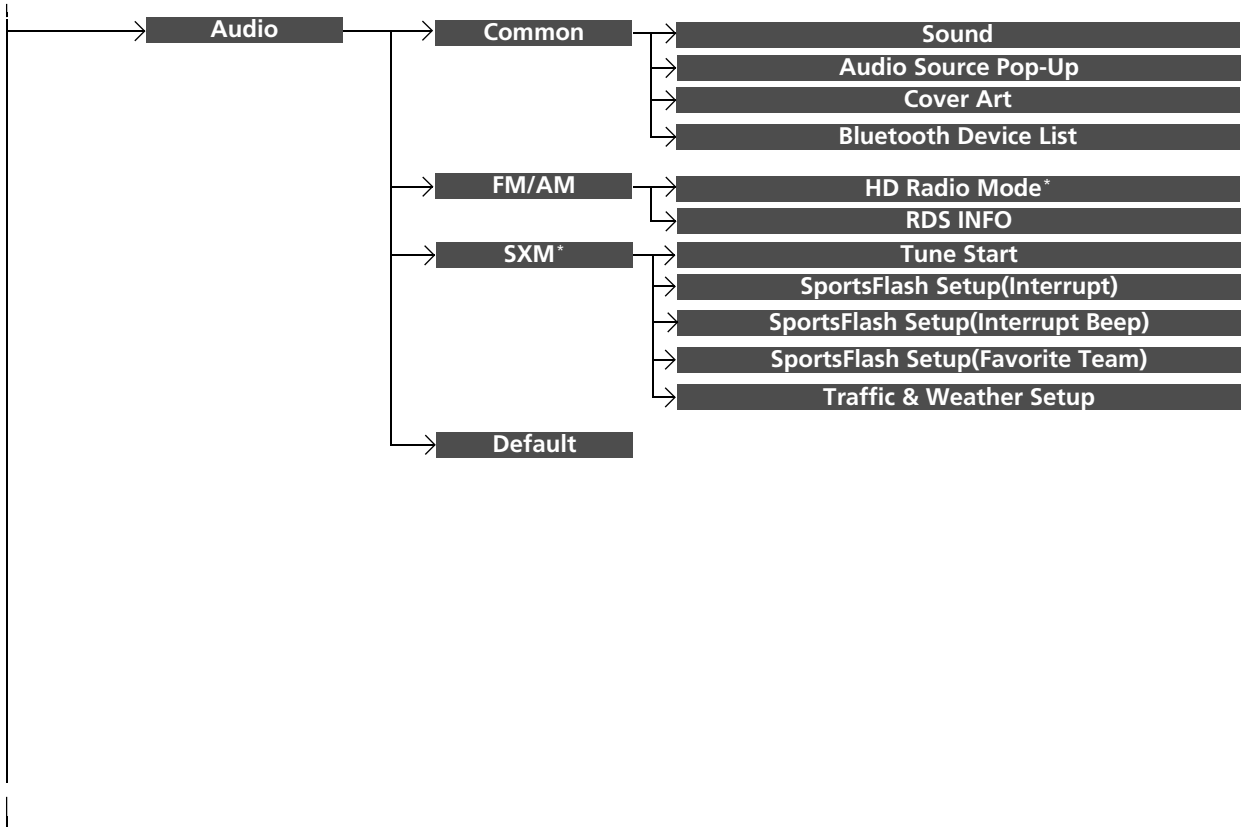 Audio
Common
Sound
Audio Source Pop-Up
Cover Art
Bluetooth Device List
FM/AM
HD Radio Mode*
RDS INFO
SXM*
Tune Start
SportsFlash Setup(Interrupt)
SportsFlash Setup(Interrupt Beep)
SportsFlash Setup(Favorite Team)
Traffic & Weather Setup
Default